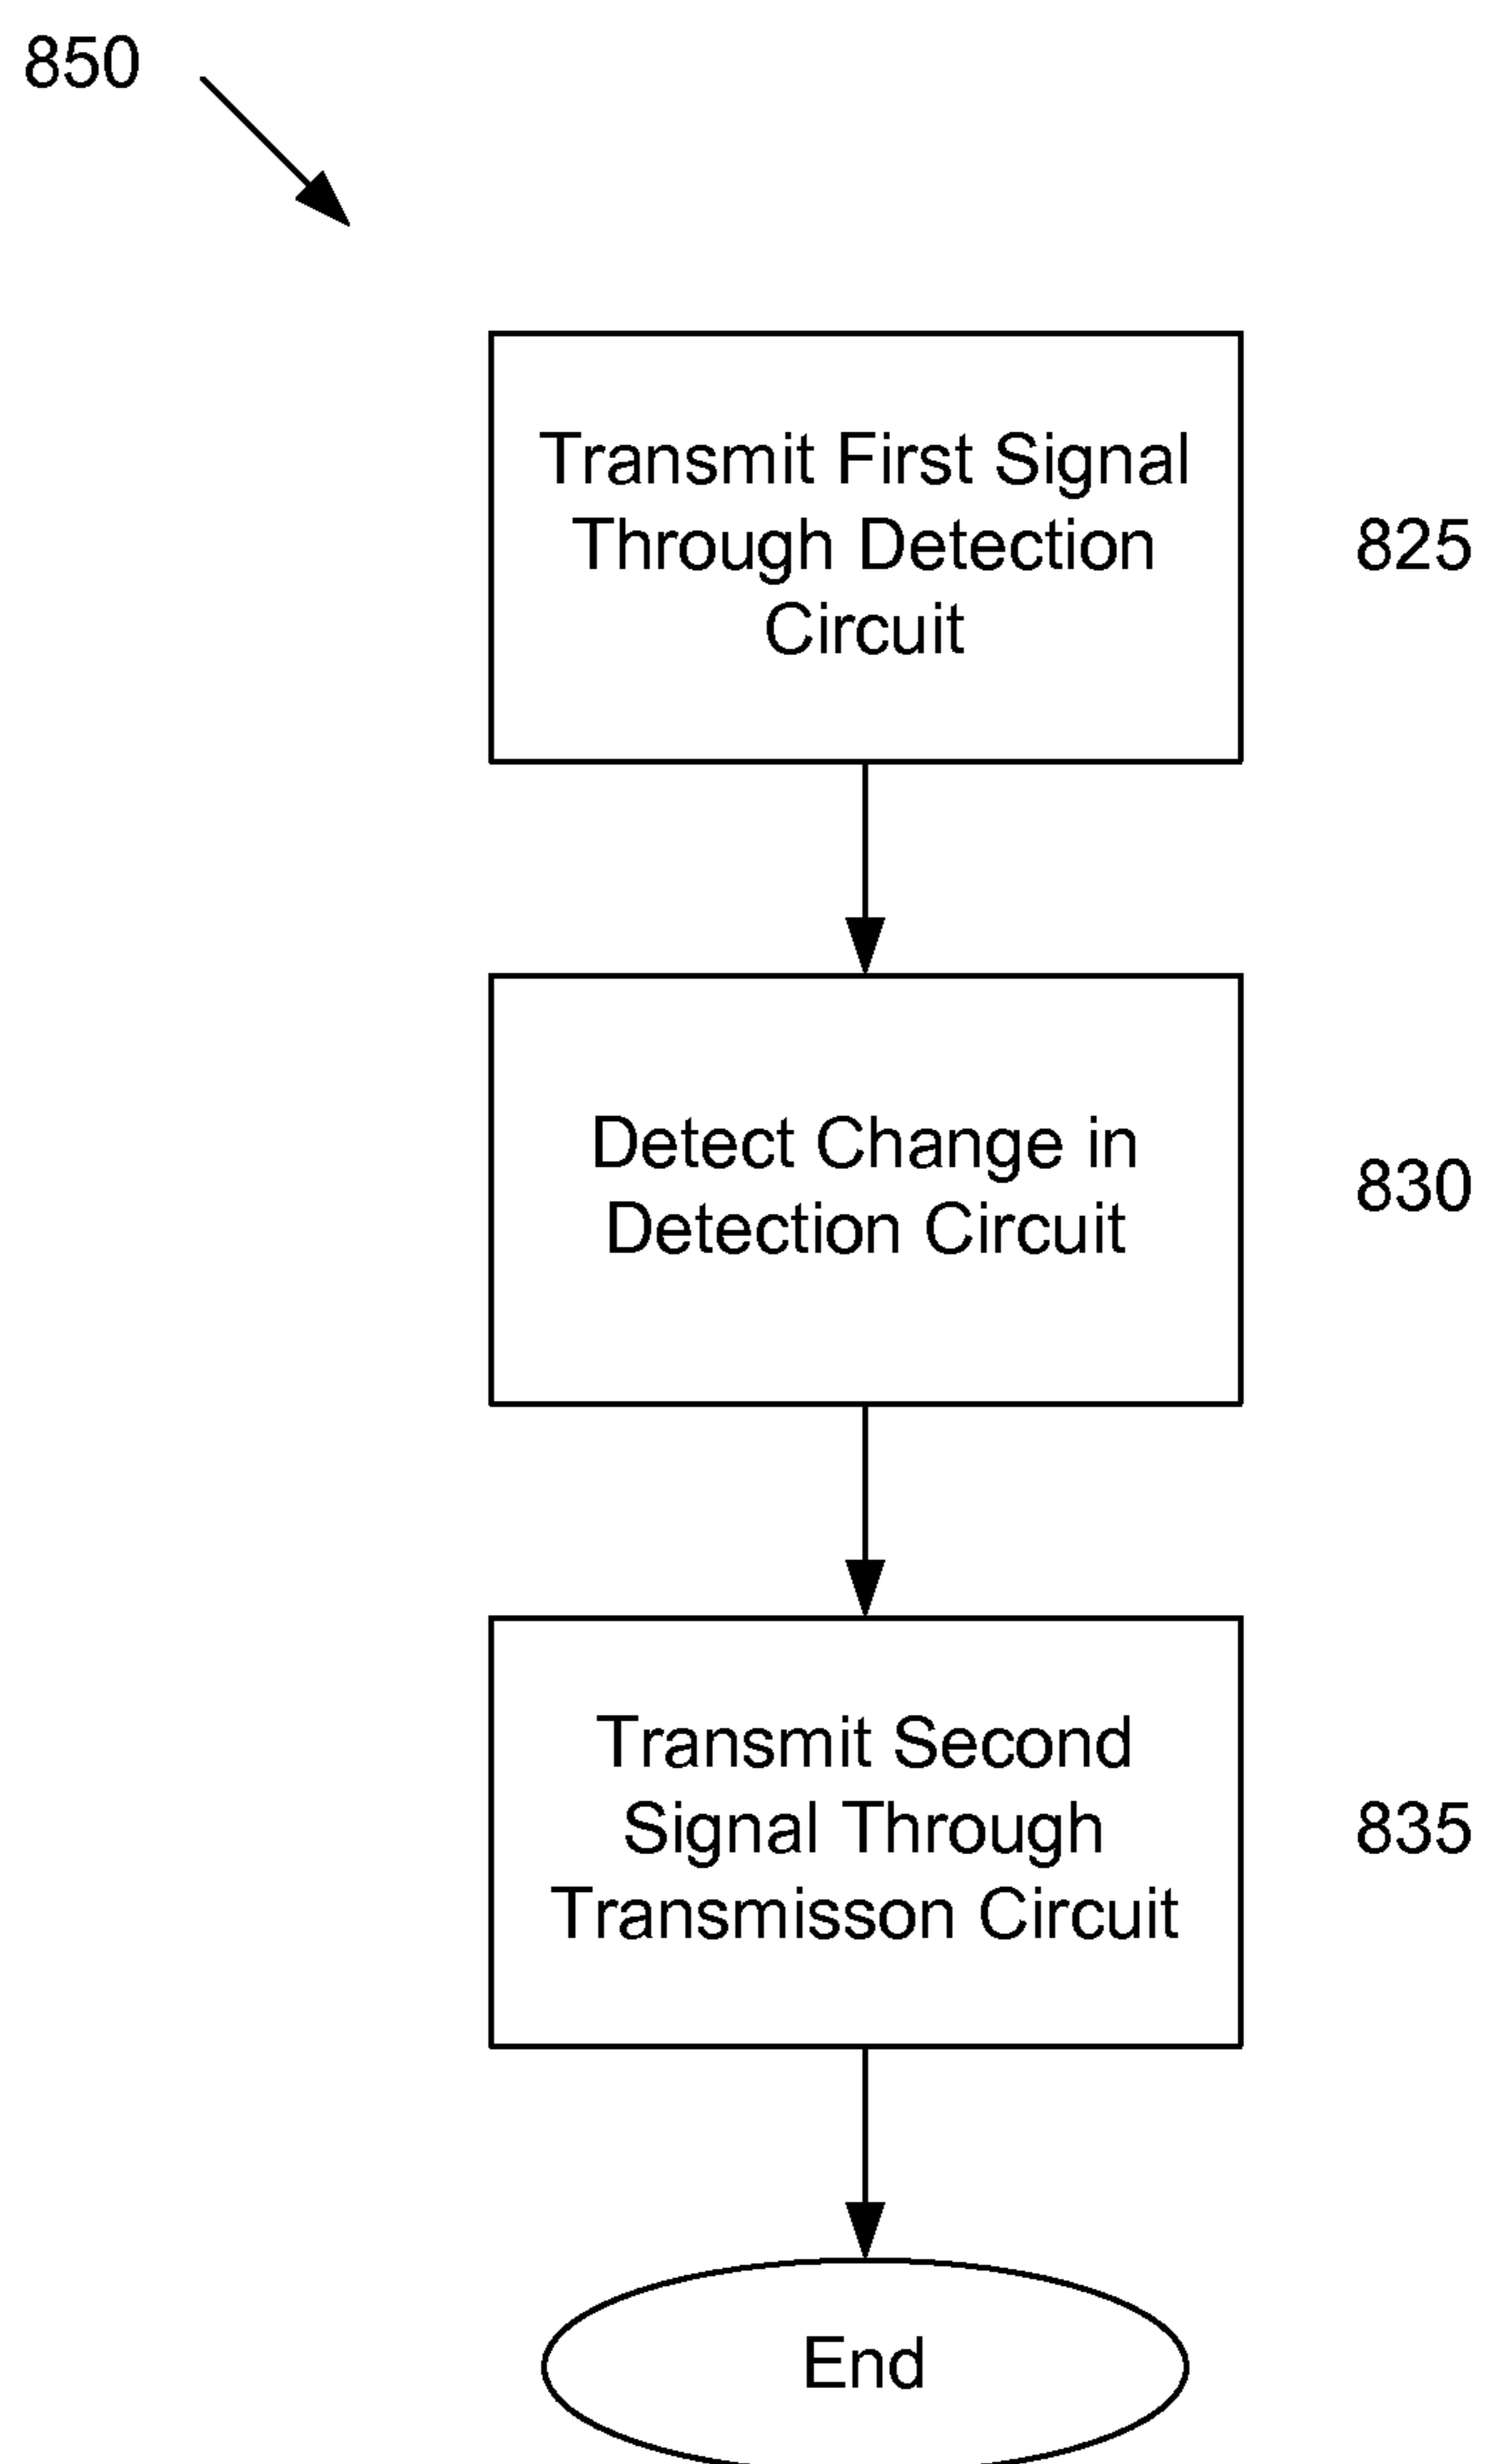 850
Transmit First Signal
Through Detection
Circuit
825
Detect Change in
Detection Circuit
830
Transmit Second
Signal Through
Transmisson Circuit
835
End